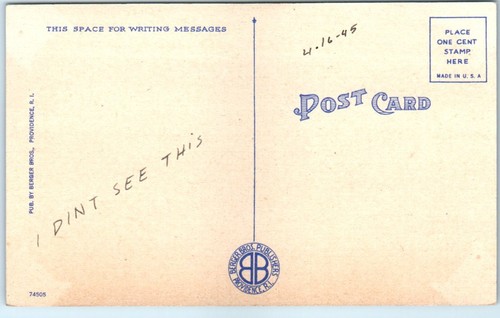 THIS SPACE FOR WRITING MESSAGES
4-16-45
PLACE
ONE CENT
STAMP
HERE
MADE IN U.S.A
POST CARD
PUB. BY BERGER BROS., PROVIDENCE, R. I.
I DINT SEE THIS
BERGER BROS. PUBLISHERS
BB
PROVIDENCE, R.I.
74505